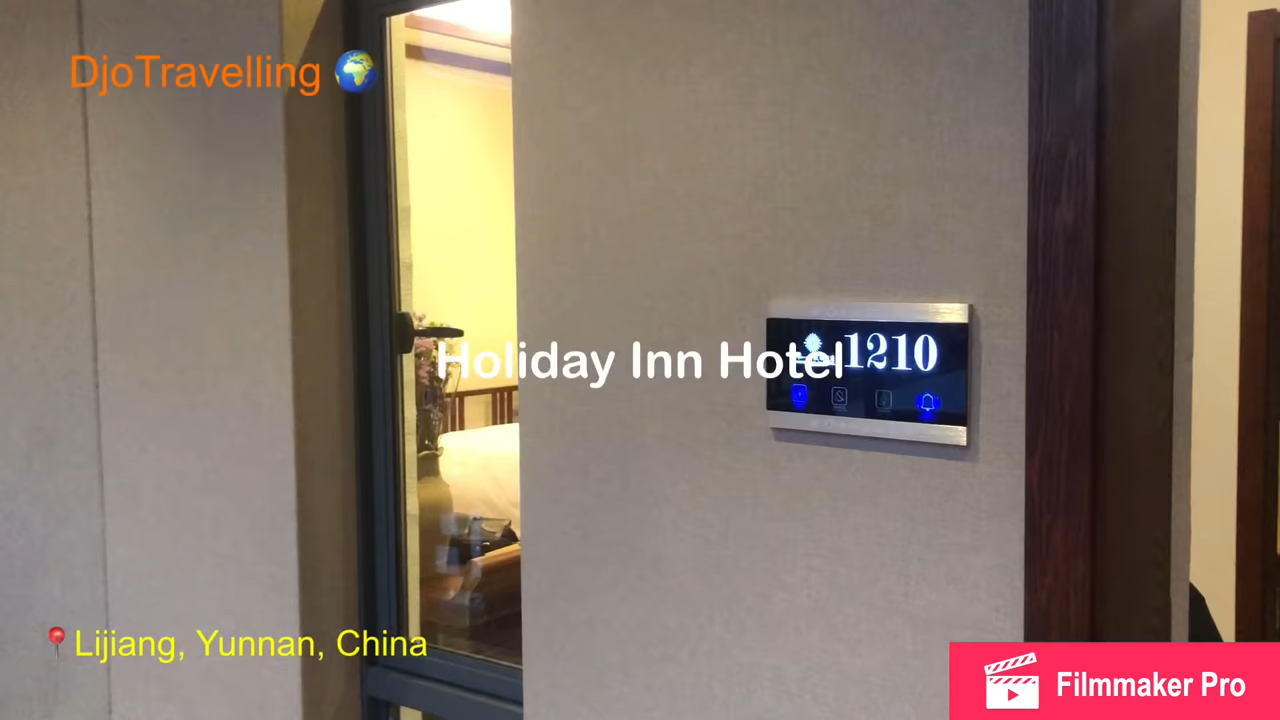 DjoTravelling 🌍
Holiday Inn Hotel
1210
📍Lijiang, Yunnan, China
Filmmaker Pro